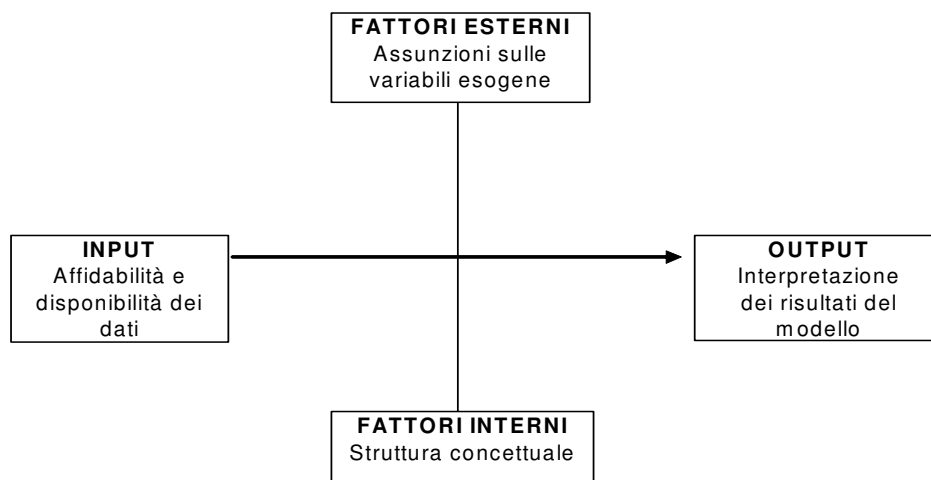 FATTORI ESTERNI
Assunzioni sulle
variabili esogene
INPUT
Affidabilità e
disponibilità dei
dati
OUTPUT
Interpretazione
dei risultati del
modello
FATTORI INTERNI
Struttura concettuale